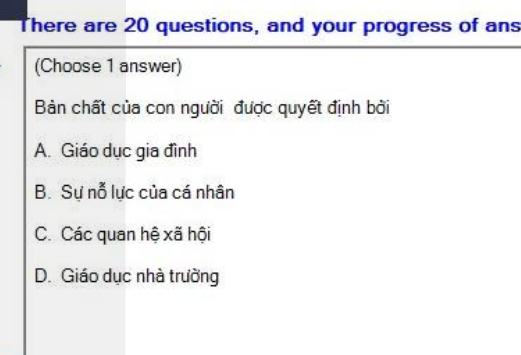 There are 20 questions, and your progress of ans
(Choose 1 answer)
Bản chất của con người được quyết định bởi
A. Giáo dục gia đình
B. Sự nỗ lực của cá nhân
C. Các quan hệ xã hội
D. Giáo dục nhà trường